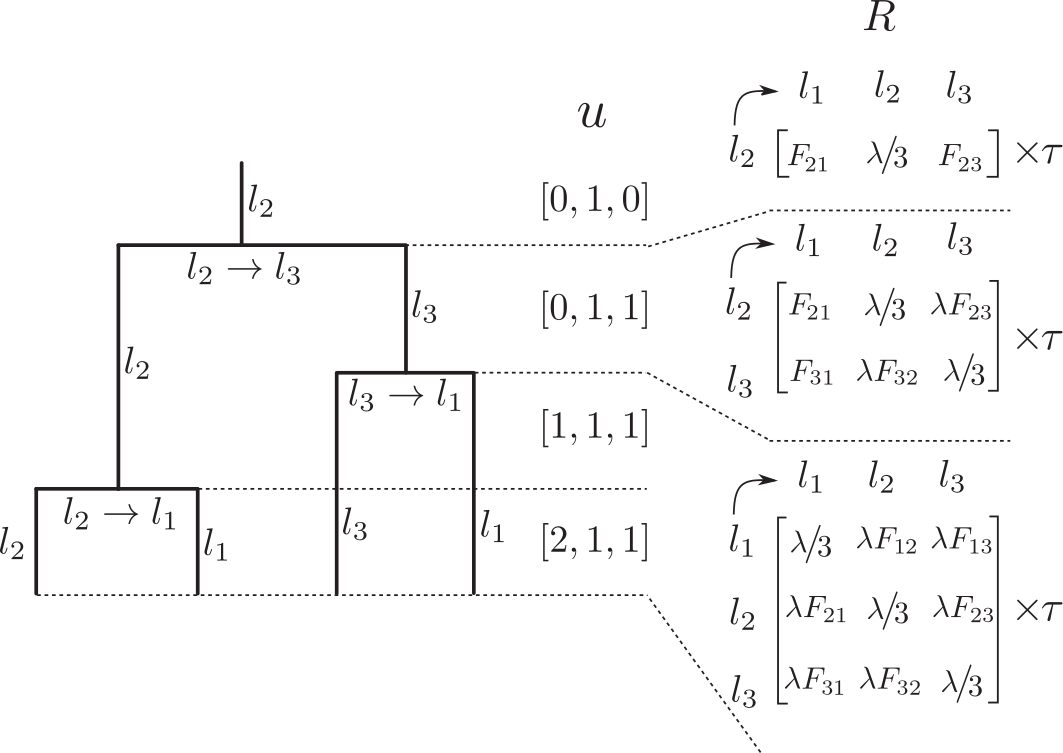 R
l₁ l₂ l₃
u
l₂ [F₂₁ λ/3 F₂₃] ×τ
l₂
[0, 1, 0]
l₁ l₂ l₃
l₂ → l₃
l₃
[0, 1, 1]
l₂ F₂₁ λ/3 λF₂₃
×τ
l₃ F₃₁ λF₃₂ λ/3
l₂
l₃ → l₁
[1, 1, 1]
l₁ l₂ l₃
l₂ → l₁
l₂
l₁
l₃
l₁
[2, 1, 1]
l₁ λ/3 λF₁₂ λF₁₃
l₂ λF₂₁ λ/3 λF₂₃
×τ
l₃ λF₃₁ λF₃₂ λ/3